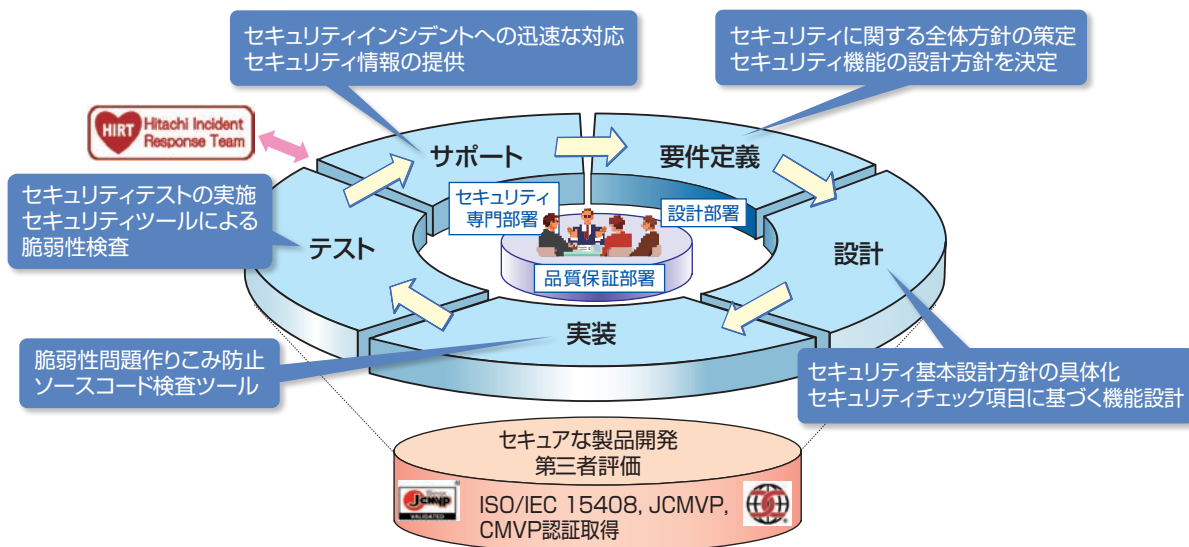 セキュリティインシデントへの迅速な対応
セキュリティ情報の提供
セキュリティに関する全体方針の策定
セキュリティ機能の設計方針を決定
HIRT
Hitachi Incident
Response Team
サポート
要件定義
セキュリティテストの実施
セキュリティツールによる
脆弱性検査
セキュリティ
専門部署
設計部署
テスト
設計
品質保証部署
実装
脆弱性問題作りこみ防止
ソースコード検査ツール
セキュリティ基本設計方針の具体化
セキュリティチェック項目に基づく機能設計
セキュアな製品開発
第三者評価
JCMVP
VALIDATED
ISO/IEC 15408, JCMVP,
CMVP認証取得